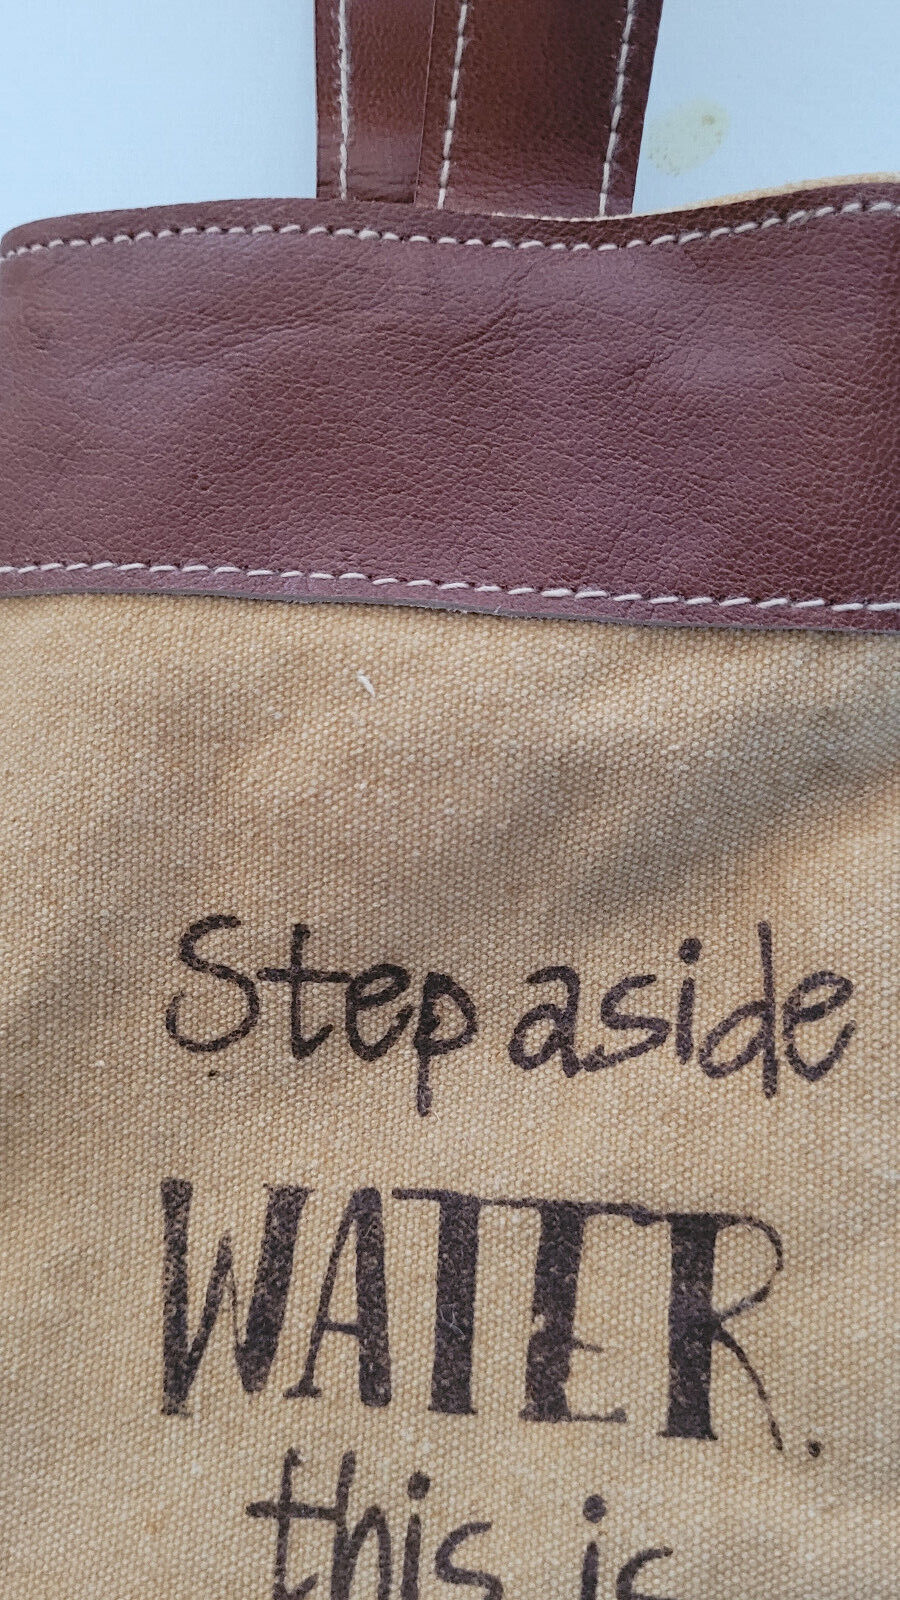 Step aside
WATER.
this is